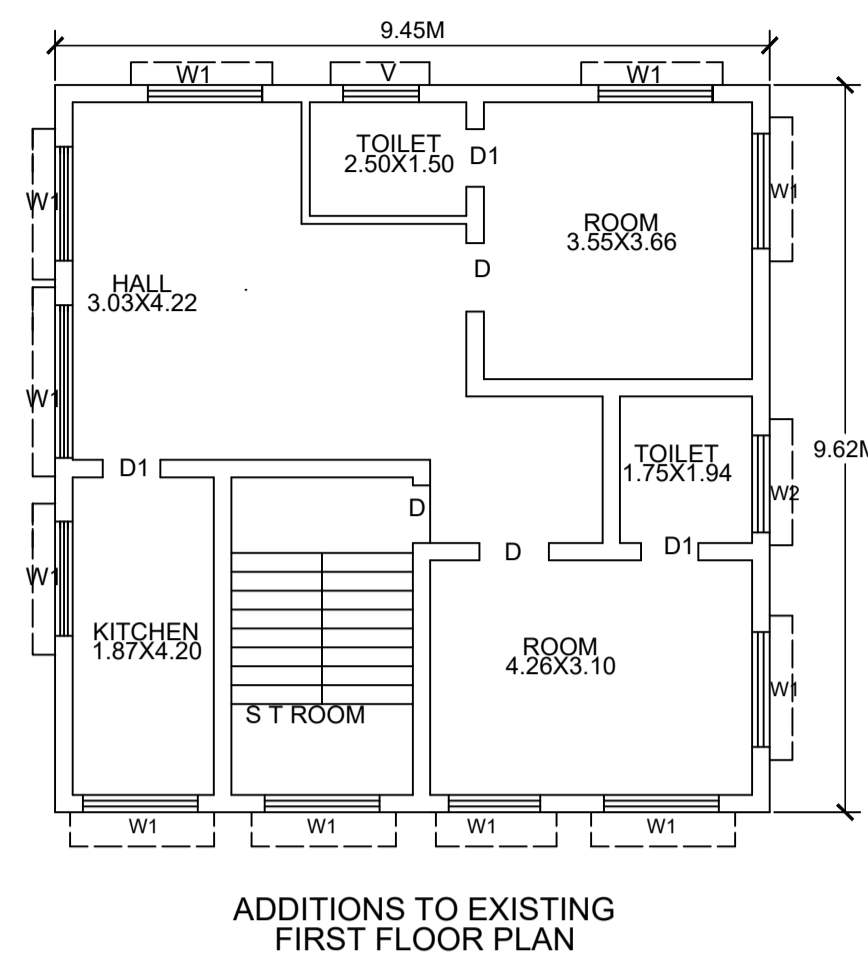 9.45M
W1
V
W1
TOILET
2.50X1.50
D1
W1
W1
ROOM
3.55X3.66
D
HALL
3.03X4.22
W1
TOILET
1.75X1.94
9.62M
D1
W2
D
W1
D
D1
KITCHEN
1.87X4.20
ROOM
4.26X3.10
W1
S T ROOM
W1
W1
W1
W1
ADDITIONS TO EXISTING
FIRST FLOOR PLAN